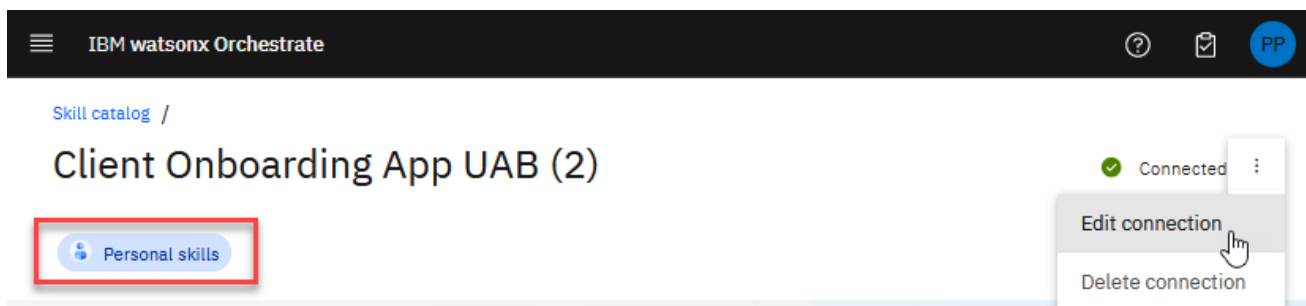 IBM watsonx Orchestrate
PP
Skill catalog /
Client Onboarding App UAB (2)
Connected
Edit connection
Personal skills
Delete connection